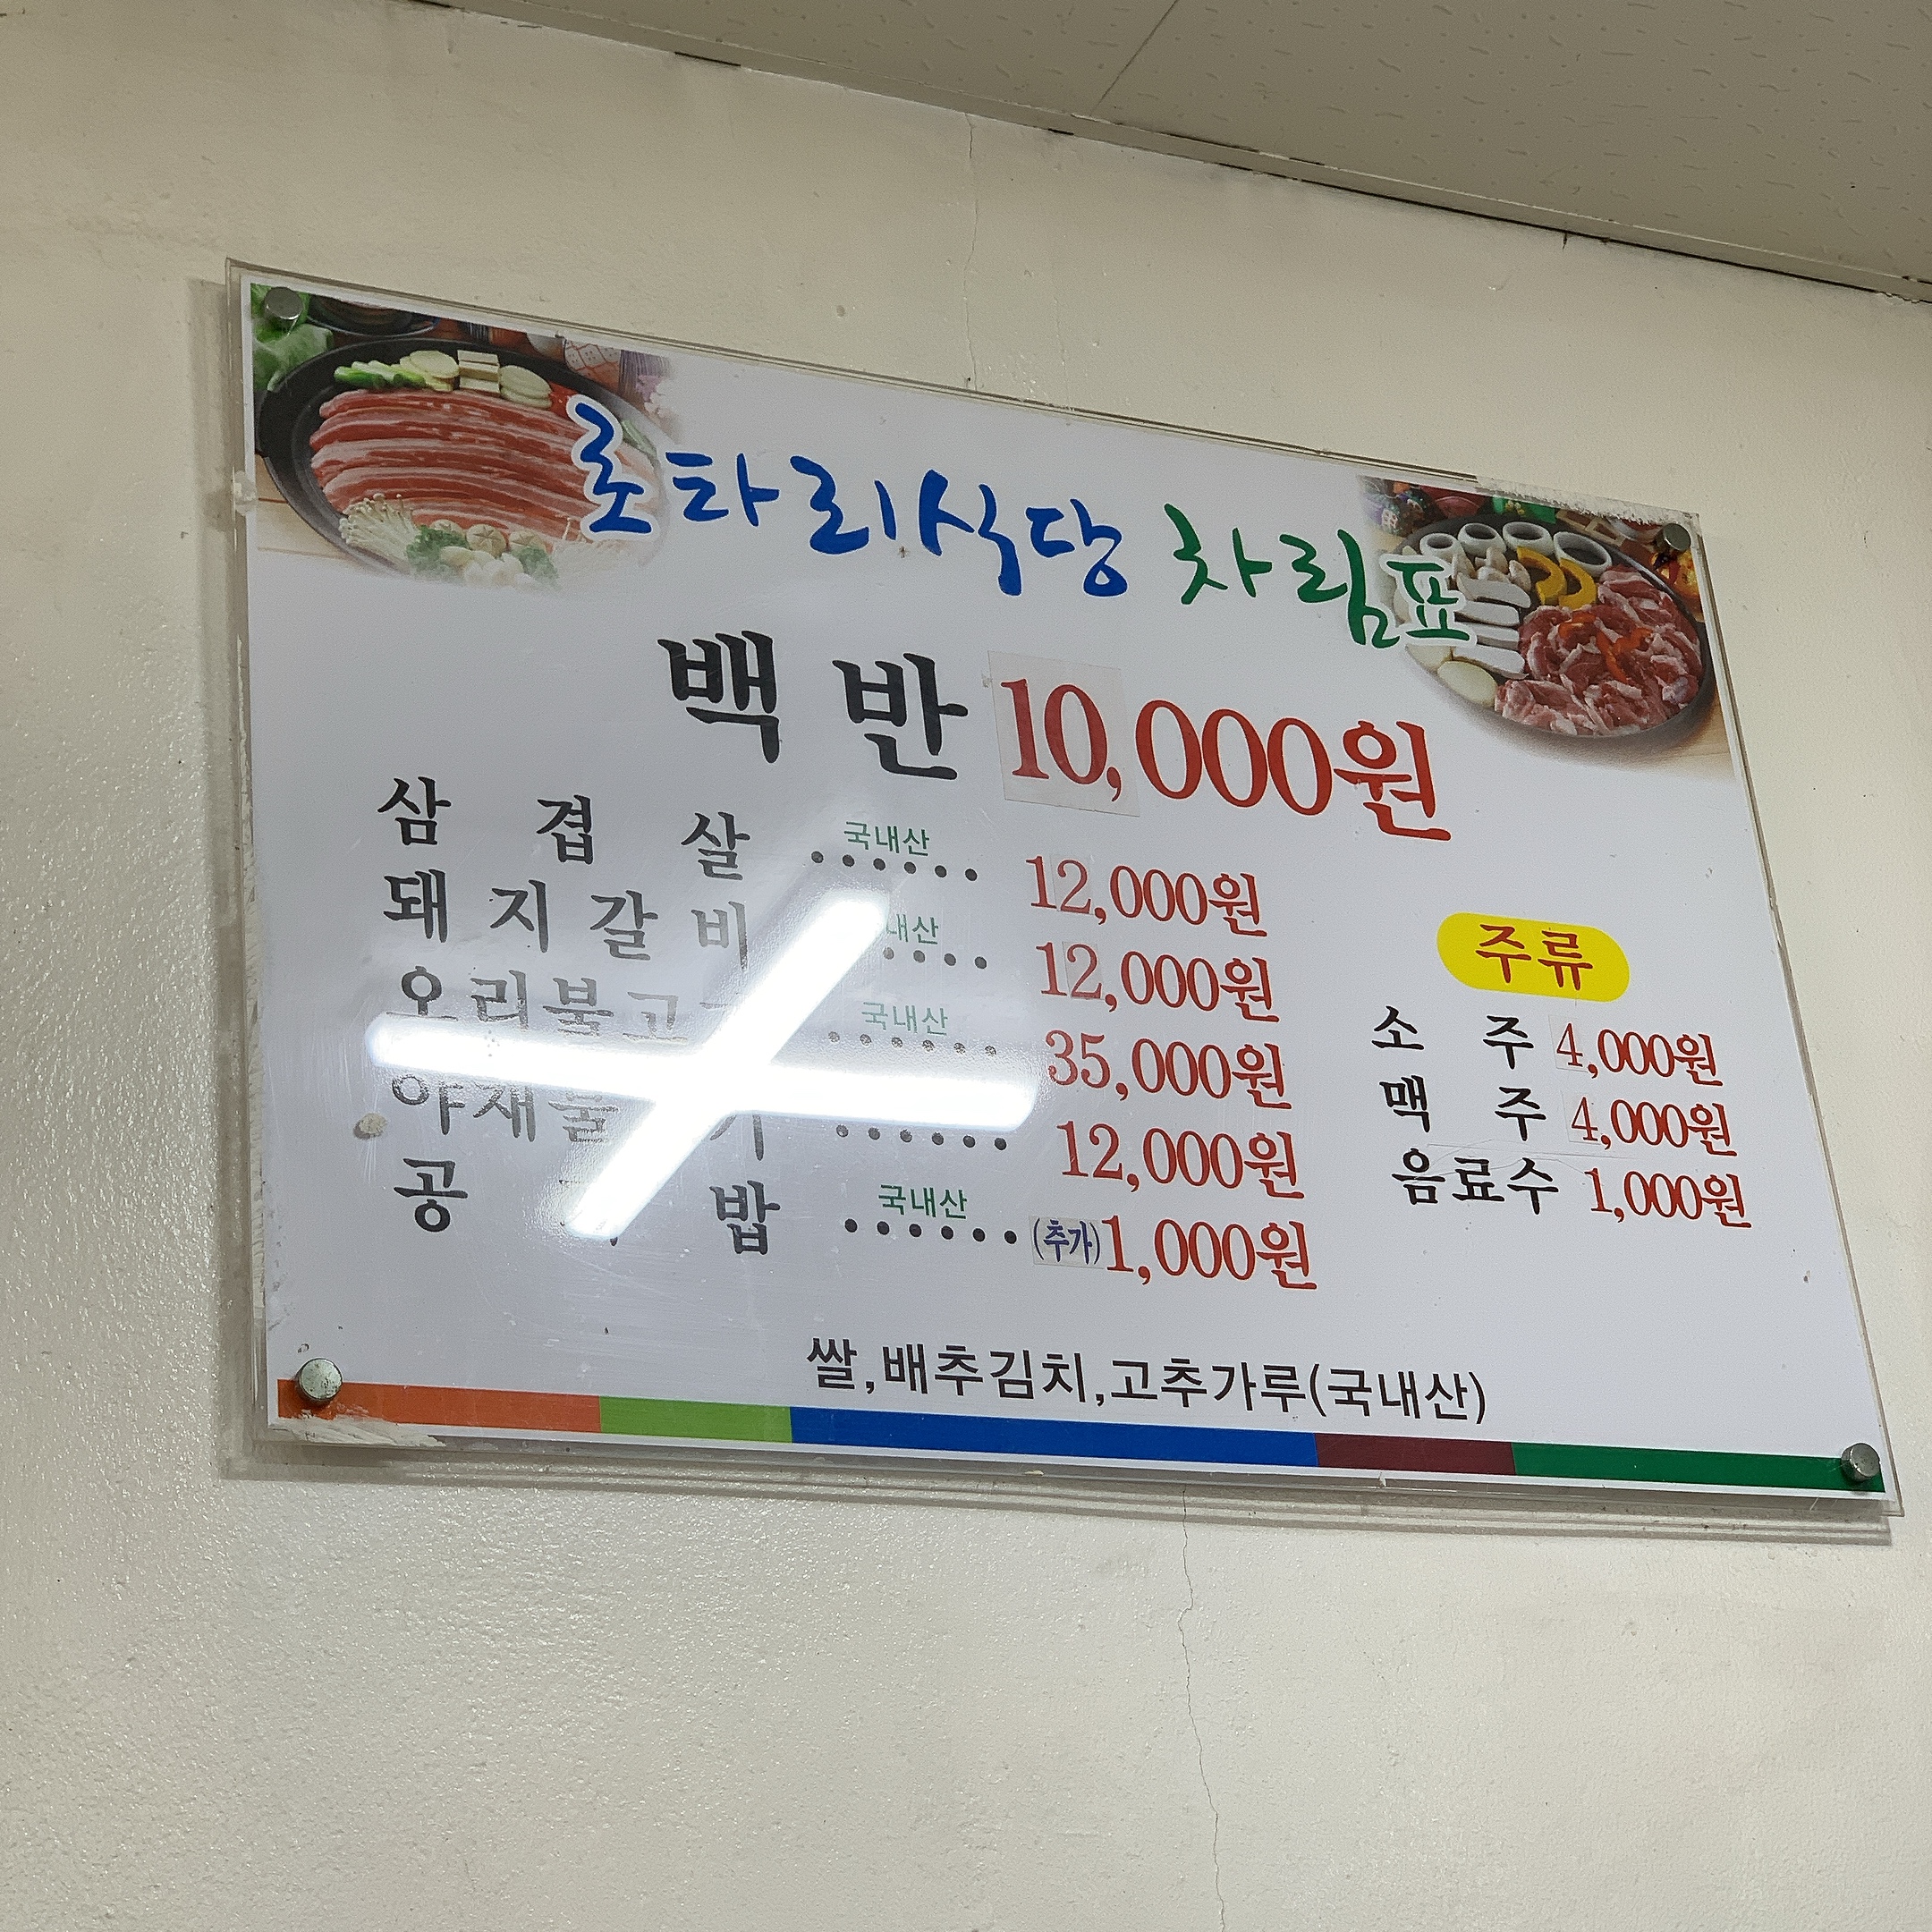 로타리식당 차림표
백반 10,000원
삼겹살 국내산 ...... 12,000원
돼지갈비 ...... 12,000원
국내산 ...... 35,000원
...... 12,000원
국내산 ...... (추가)1,000원
주류
소주 4,000원
맥주 4,000원
음료수 1,000원
쌀,배추김치,고추가루(국내산)